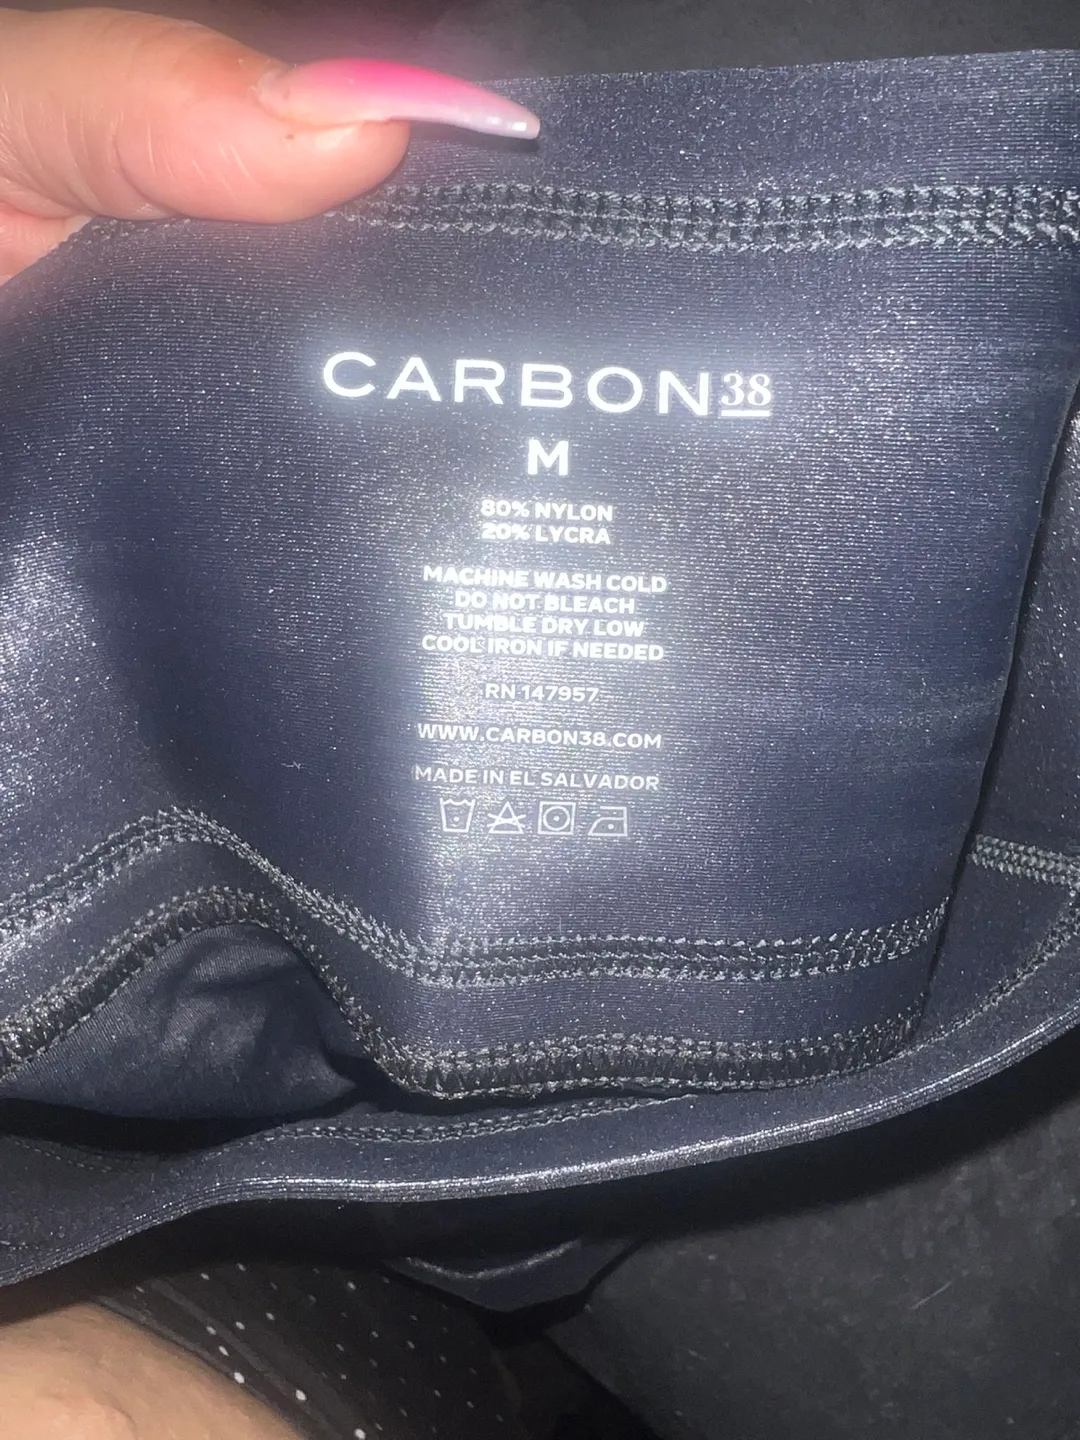 CARBON38
M
80% NYLON
20% LYCRA
MACHINE WASH COLD
DO NOT BLEACH
TUMBLE DRY LOW
COOL IRON IF NEEDED
RN 147957
WWW.CARBON38.COM
MADE IN EL SALVADOR